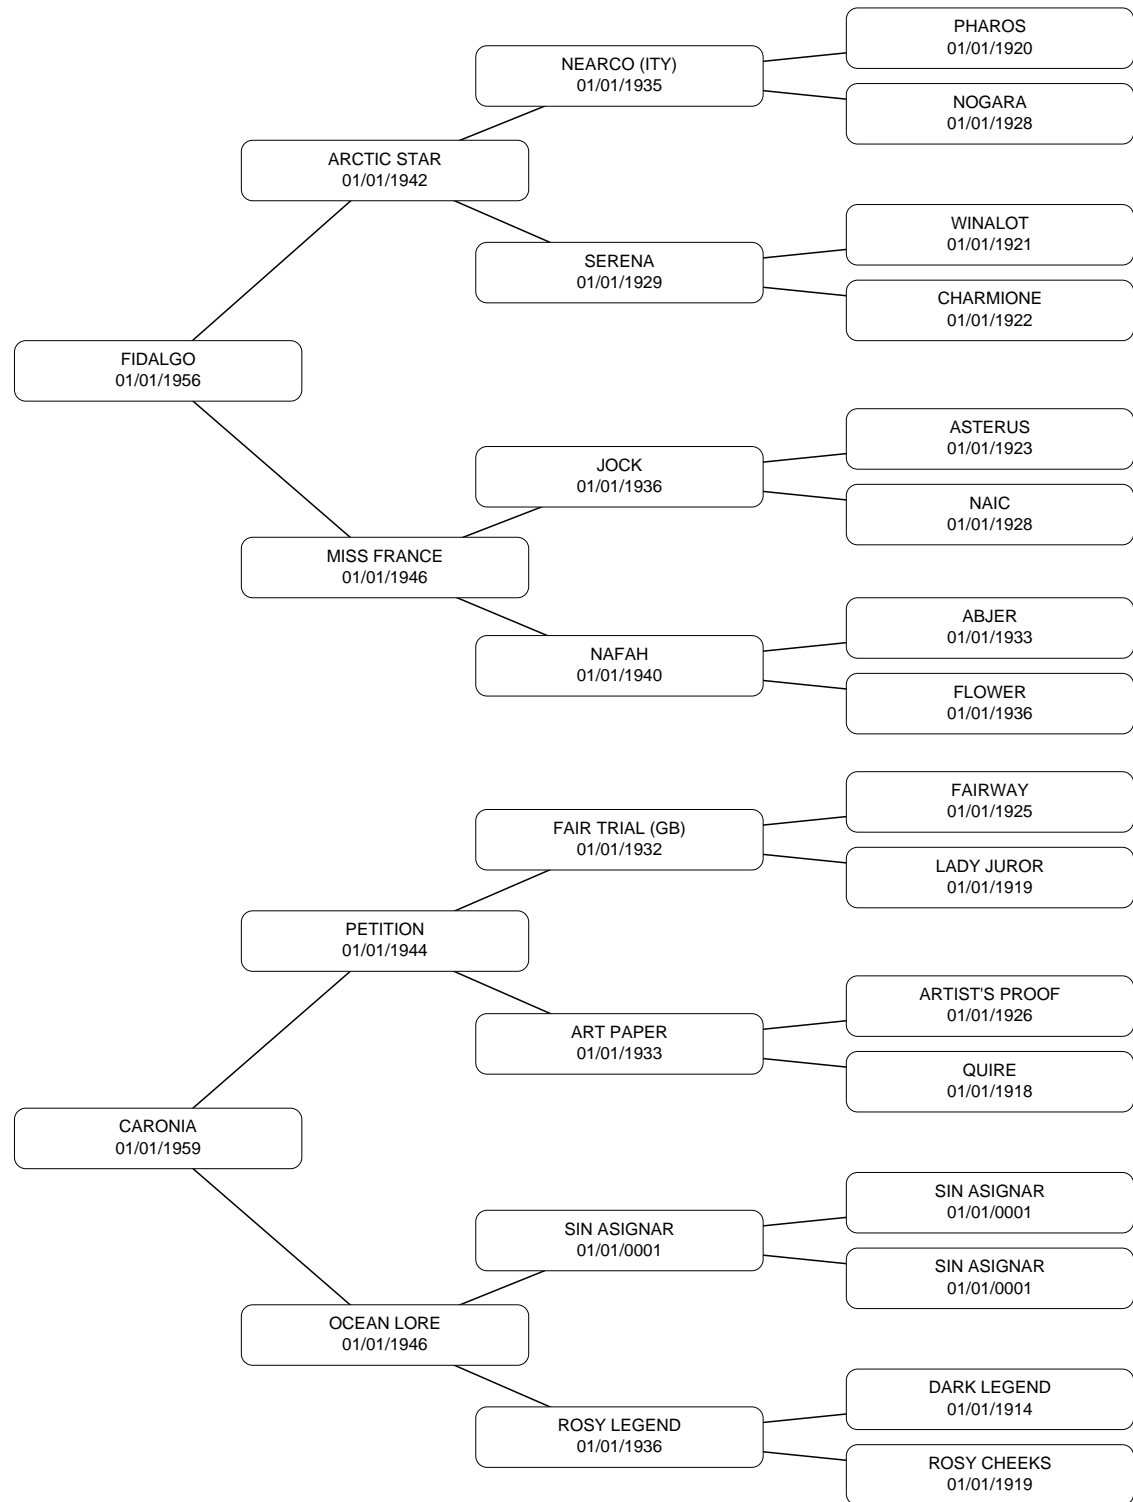 PHAROS
01/01/1920
NEARCO (ITY)
01/01/1935
NOGARA
01/01/1928
ARCTIC STAR
01/01/1942
WINALOT
01/01/1921
SERENA
01/01/1929
CHARMIONE
01/01/1922
FIDALGO
01/01/1956
ASTERUS
01/01/1923
JOCK
01/01/1936
NAIC
01/01/1928
MISS FRANCE
01/01/1946
ABJER
01/01/1933
NAFAH
01/01/1940
FLOWER
01/01/1936
FAIRWAY
01/01/1925
FAIR TRIAL (GB)
01/01/1932
LADY JUROR
01/01/1919
PETITION
01/01/1944
ARTIST'S PROOF
01/01/1926
ART PAPER
01/01/1933
QUIRE
01/01/1918
CARONIA
01/01/1959
SIN ASIGNAR
01/01/0001
SIN ASIGNAR
01/01/0001
SIN ASIGNAR
01/01/0001
OCEAN LORE
01/01/1946
DARK LEGEND
01/01/1914
ROSY LEGEND
01/01/1936
ROSY CHEEKS
01/01/1919